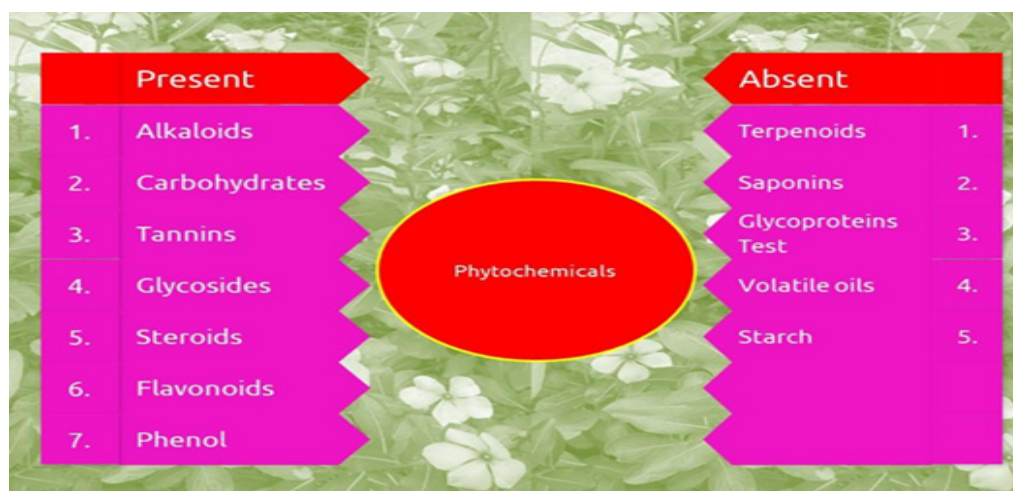 Present
1. Alkaloids
2. Carbohydrates
3. Tannins
4. Glycosides
5. Steroids
6. Flavonoids
7. Phenol
Phytochemicals
Absent
Terpenoids 1.
Saponins 2.
Glycoproteins
Test 3.
Volatile oils 4.
Starch 5.